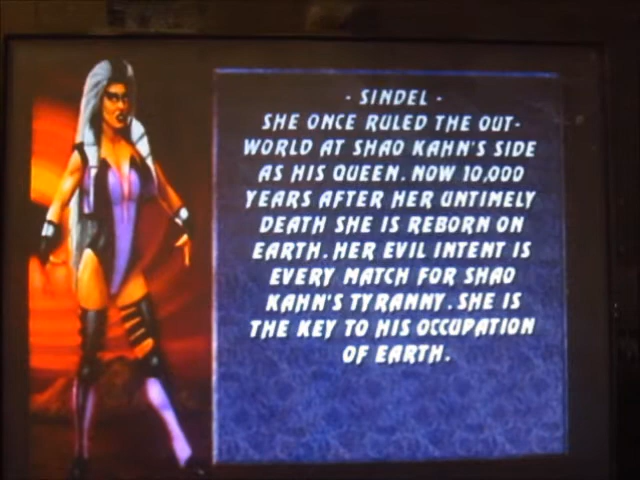 - SINDEL -
SHE ONCE RULED THE OUT-
WORLD AT SHAO KAHN'S SIDE
AS HIS QUEEN. NOW 10,000
YEARS AFTER HER UNTIMELY
DEATH SHE IS REBORN ON
EARTH. HER EVIL INTENT IS
EVERY MATCH FOR SHAO
KAHN'S TYRANNY. SHE IS
THE KEY TO HIS OCCUPATION
OF EARTH.